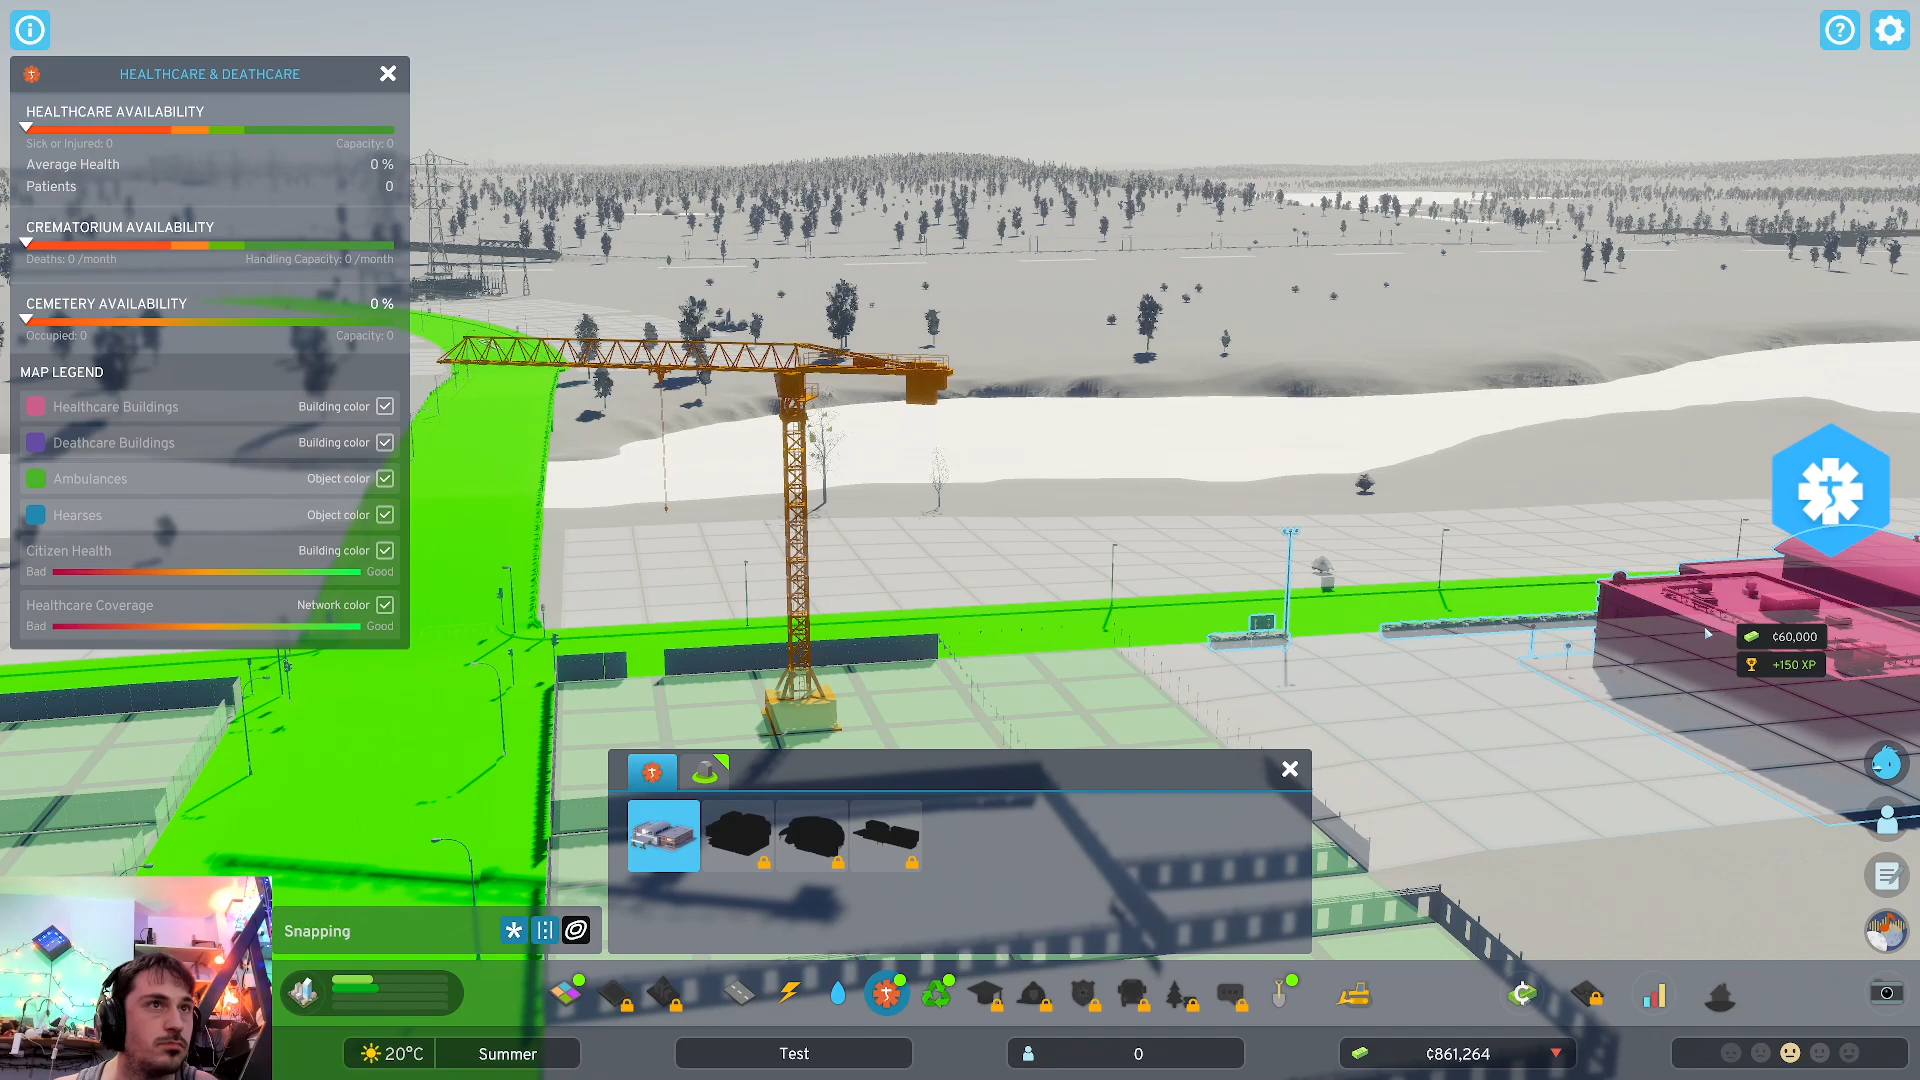 HEALTHCARE & DEATHCARE
HEALTHCARE AVAILABILITY
Sick or Injured: 0
Capacity: 0
Average Health
0 %
Patients
0
CREMATORIUM AVAILABILITY
Deaths: 0 /month
Handling Capacity: 0 /month
CEMETERY AVAILABILITY
0 %
Occupied: 0
Capacity: 0
MAP LEGEND
Healthcare Buildings
Building color
Deathcare Buildings
Building color
Ambulances
Object color
Hearses
Object color
Citizen Health
Building color
Bad
Good
Healthcare Coverage
Network color
Bad
Good
¢60,000
+150 XP
Snapping
20°C
Summer
Test
0
¢861,264